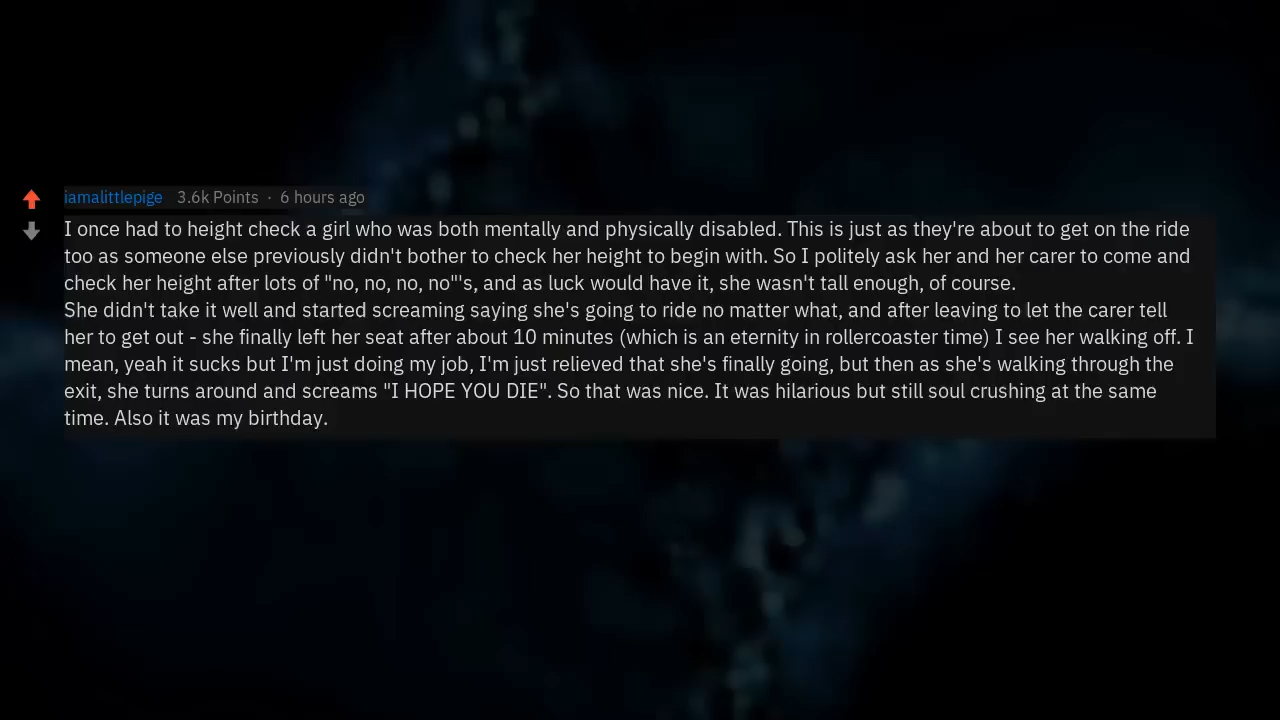 iamalittlepige 3.6k Points · 6 hours ago
I once had to height check a girl who was both mentally and physically disabled. This is just as they're about to get on the ride
too as someone else previously didn't bother to check her height to begin with. So I politely ask her and her carer to come and
check her height after lots of "no, no, no, no"'s, and as luck would have it, she wasn't tall enough, of course.
She didn't take it well and started screaming saying she's going to ride no matter what, and after leaving to let the carer tell
her to get out - she finally left her seat after about 10 minutes (which is an eternity in rollercoaster time) I see her walking off. I
mean, yeah it sucks but I'm just doing my job, I'm just relieved that she's finally going, but then as she's walking through the
exit, she turns around and screams "I HOPE YOU DIE". So that was nice. It was hilarious but still soul crushing at the same
time. Also it was my birthday.